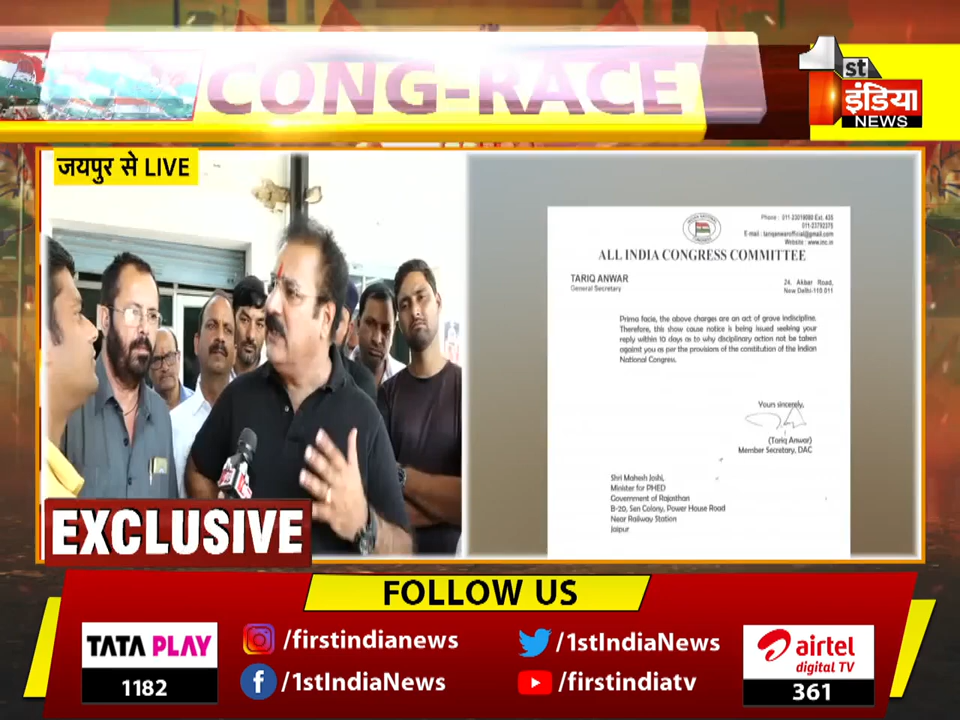 CONG-RACE
1st
इंडिया
NEWS
जयपुर से LIVE
Phone : 011-23019080 Ext. 435
011-23792375
E-mail : tariqanwarofficial@gmail.com
Website : www.inc.in
ALL INDIA CONGRESS COMMITTEE
TARIQ ANWAR
General Secretary
24, Akbar Road,
New Delhi-110 011
Prima facie, the above charges are an act of grave indiscipline.
Therefore, this show cause notice is being issued seeking your
reply within 10 days as to why disciplinary action not be taken
against you as per the provisions of the constitution of the Indian
National Congress.
Yours sincerely,
(Tariq Anwar)
Member Secretary, DAC
Shri Mahesh Joshi,
Minister for PHED
Government of Rajasthan
B-20, Sen Colony, Power House Road
Near Railway Station
Jaipur
EXCLUSIVE
FOLLOW US
TATA PLAY
1182
/firstindianews
/1stIndiaNews
/1stIndiaNews
/firstindiatv
airtel
digital TV
361